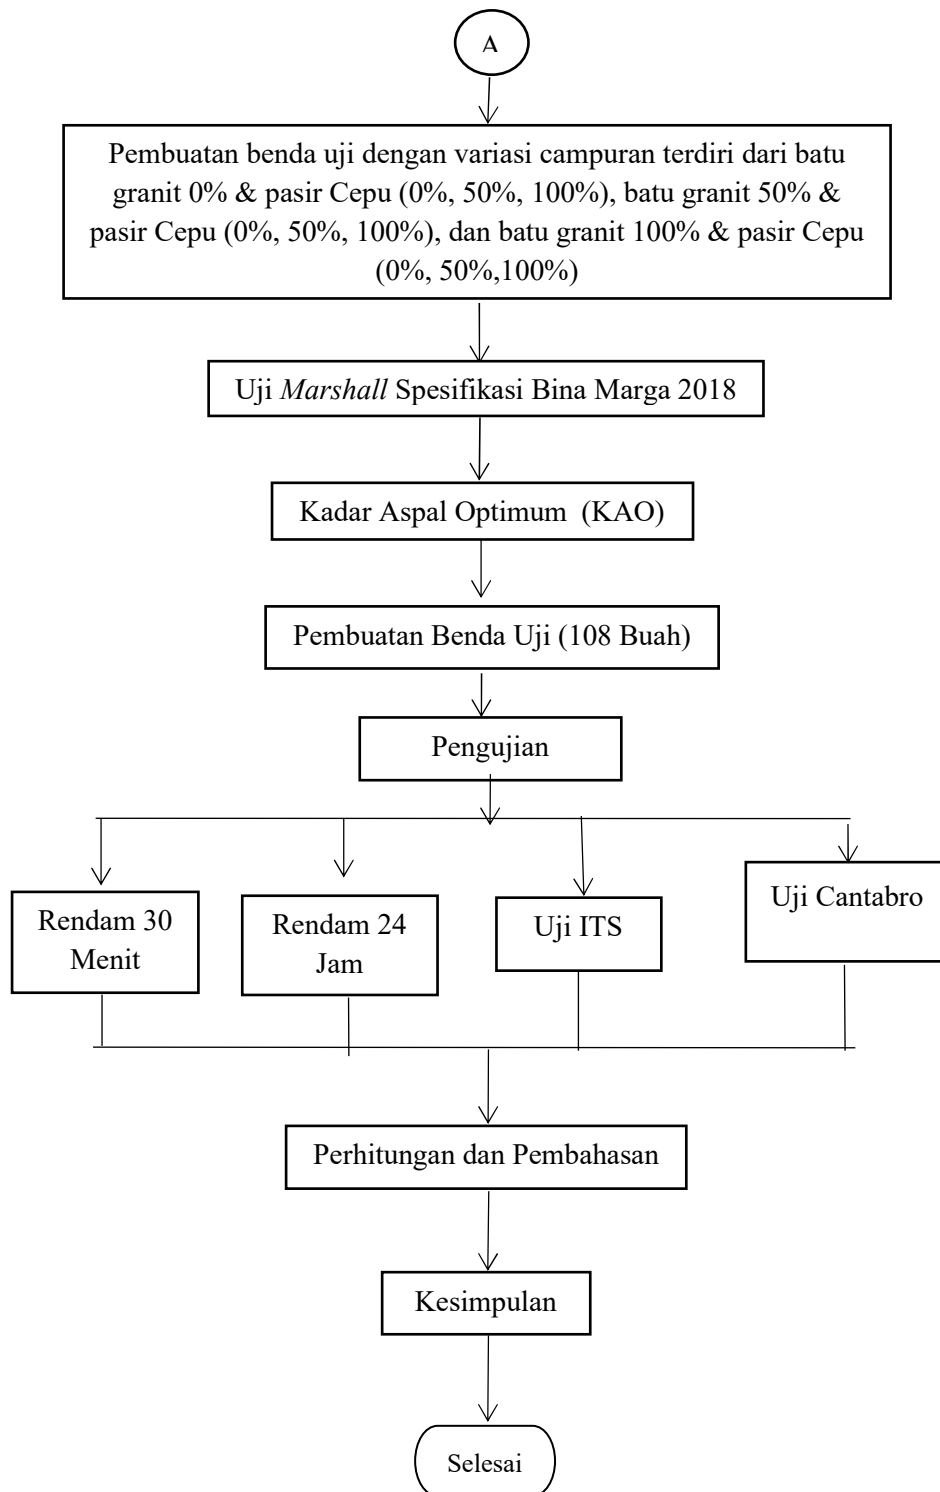 A
Pembuatan benda uji dengan variasi campuran terdiri dari batu
granit 0% & pasir Cepu (0%, 50%, 100%), batu granit 50% &
pasir Cepu (0%, 50%, 100%), dan batu granit 100% & pasir Cepu
(0%, 50%,100%)
Uji Marshall Spesifikasi Bina Marga 2018
Kadar Aspal Optimum (KAO)
Pembuatan Benda Uji (108 Buah)
Pengujian
Rendam 30
Menit
Rendam 24
Jam
Uji ITS
Uji Cantabro
Perhitungan dan Pembahasan
Kesimpulan
Selesai